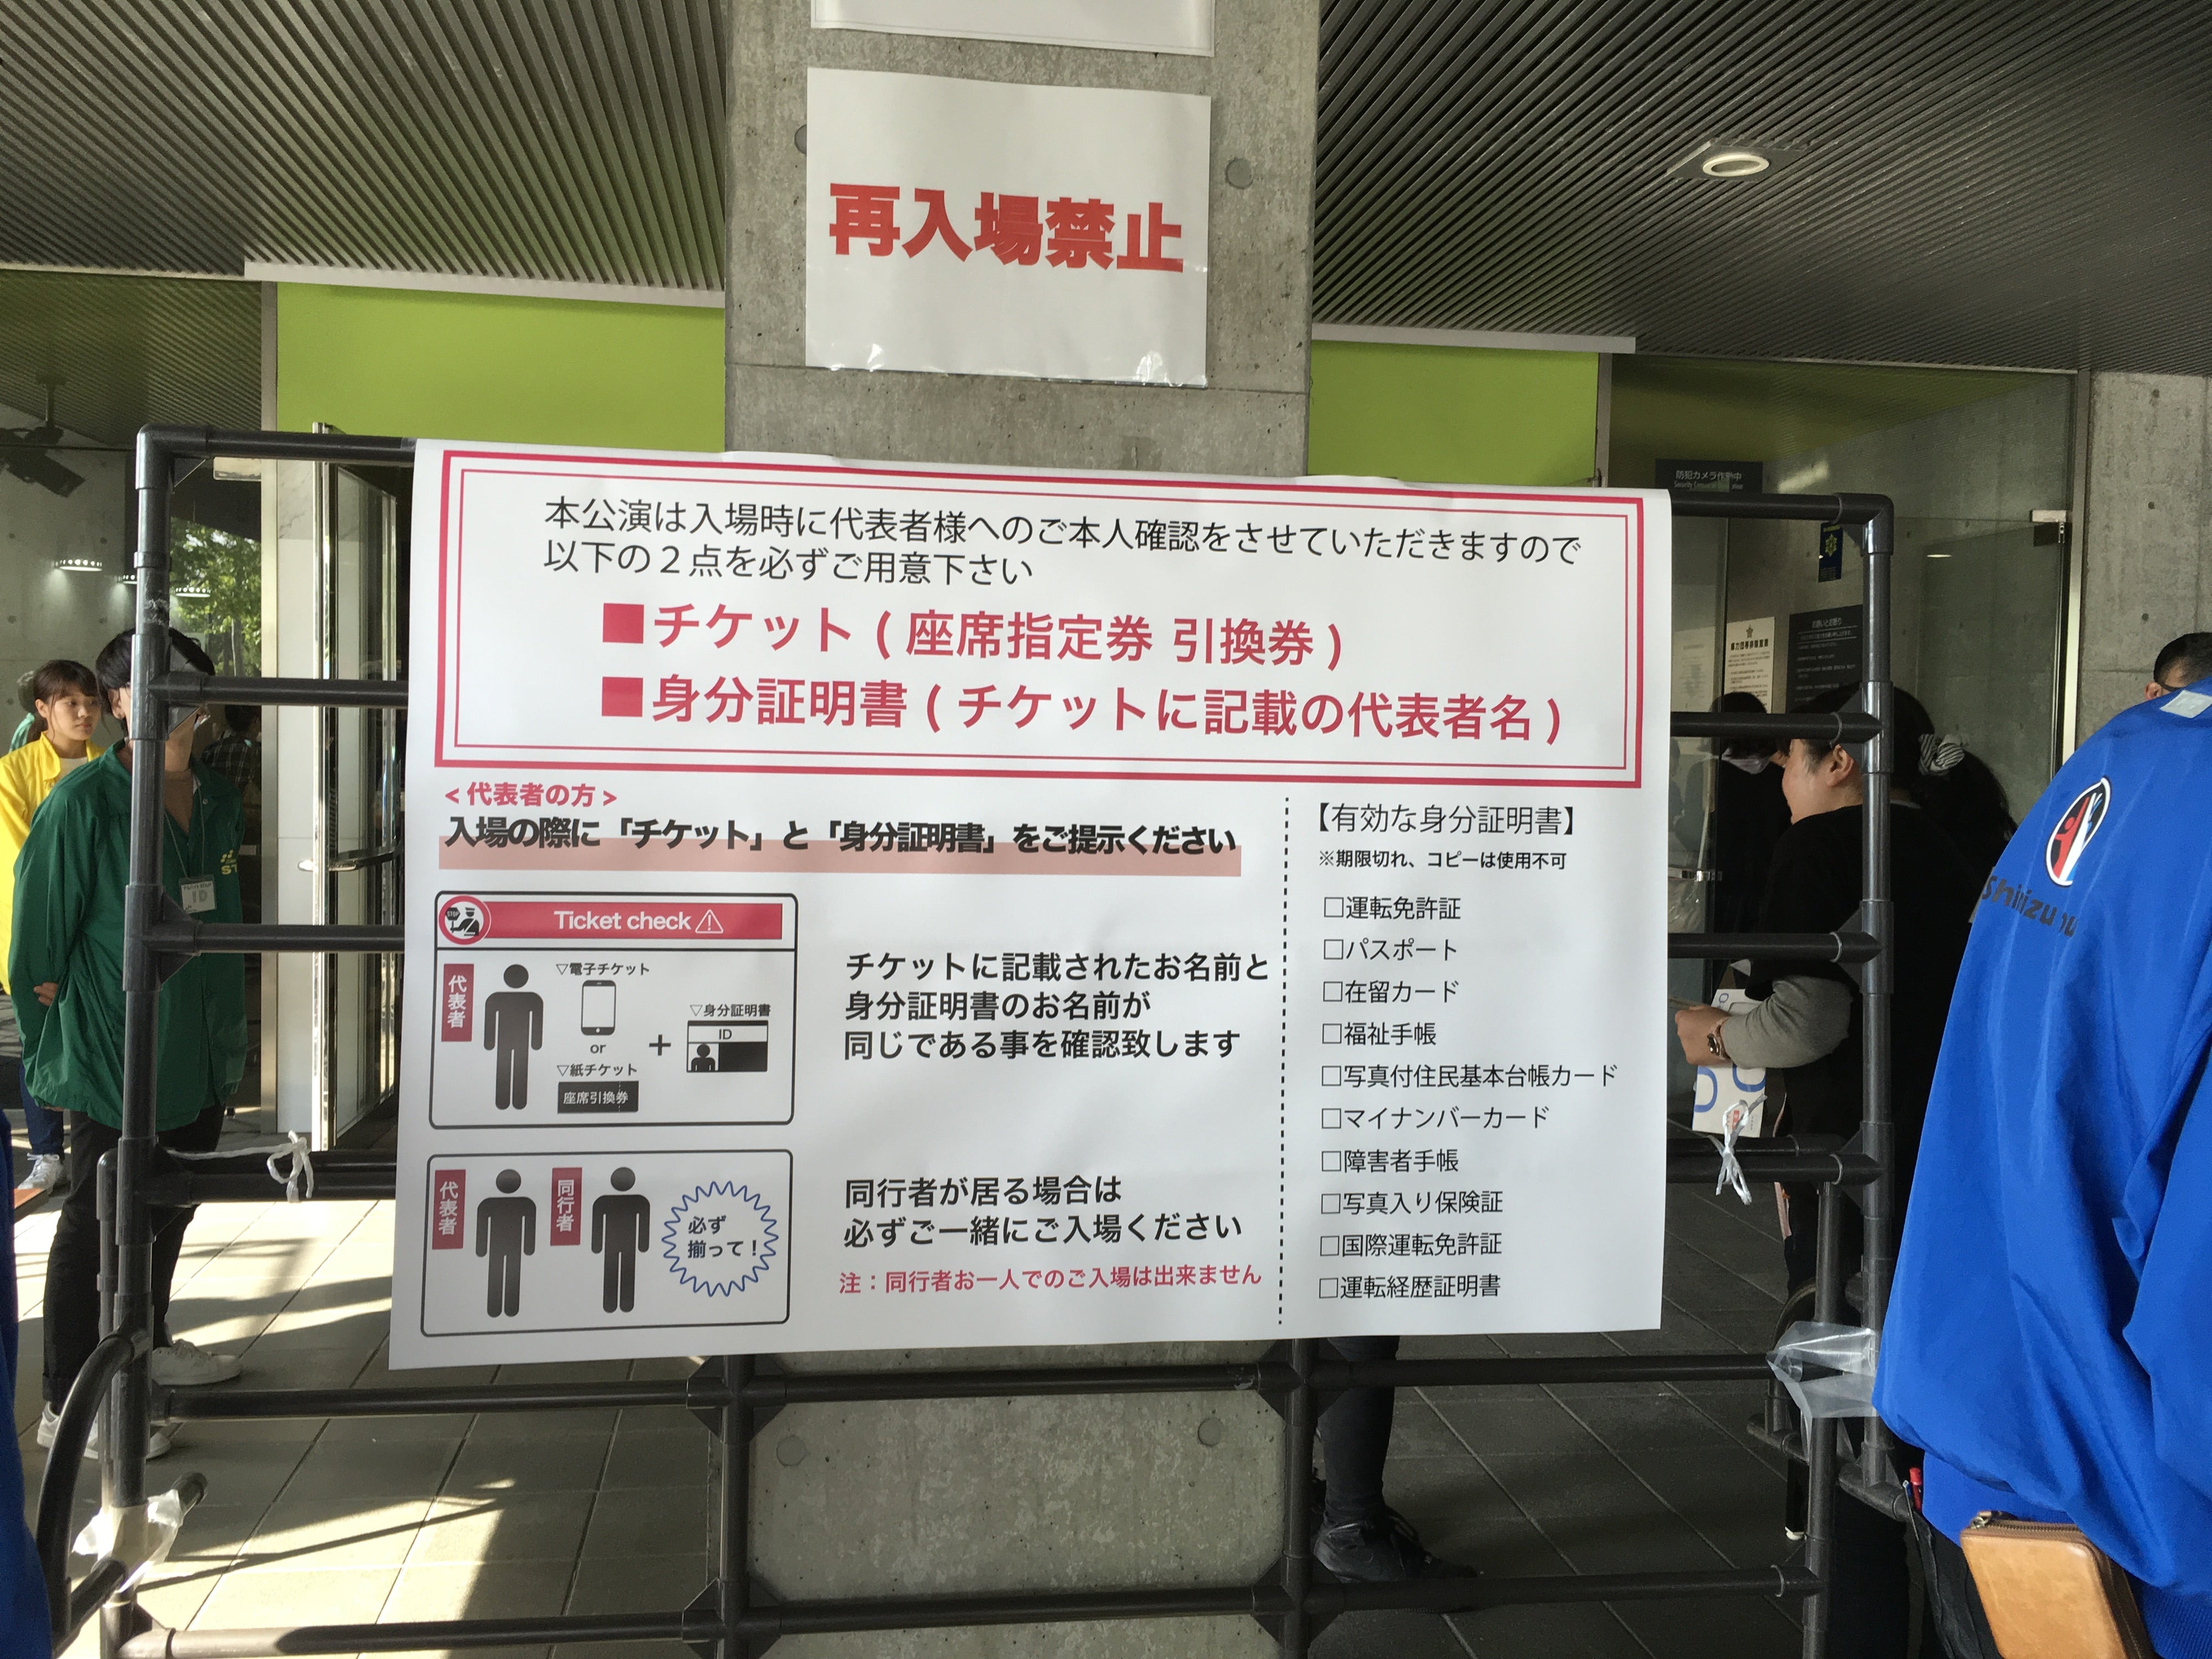 再入場禁止
防犯カメラ作動中
本公演は入場時に代表者様へのご本人確認をさせていただきますので
以下の２点を必ずご用意下さい
■チケット ( 座席指定券 引換券 )
■身分証明書 ( チケットに記載の代表者名 )
< 代表者の方 >
入場の際に「チケット」と「身分証明書」をご提示ください
STOP
Ticket check
代表者
▽電子チケット
or
▽紙チケット
座席引換券
+
▽身分証明書
ID
チケットに記載されたお名前と
身分証明書のお名前が
同じである事を確認致します
代表者
同行者
必ず
揃って！
同行者が居る場合は
必ずご一緒にご入場ください
注：同行者お一人でのご入場は出来ません
【有効な身分証明書】
※期限切れ、コピーは使用不可
□運転免許証
□パスポート
□在留カード
□福祉手帳
□写真付住民基本台帳カード
□マイナンバーカード
□障害者手帳
□写真入り保険証
□国際運転免許証
□運転経歴証明書
ID